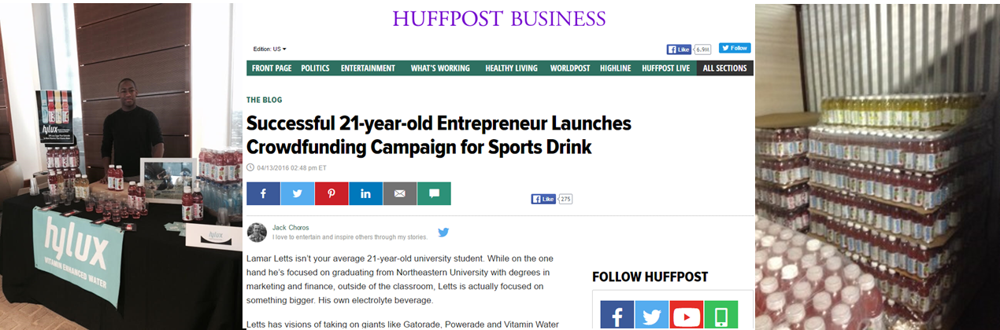 HUFFPOST BUSINESS
Edition: US
Like 6.9M Follow
FRONT PAGE POLITICS ENTERTAINMENT WHAT'S WORKING HEALTHY LIVING WORLDPOST HIGHLINE HUFFPOST LIVE ALL SECTIONS
THE BLOG
Successful 21-year-old Entrepreneur Launches
Crowdfunding Campaign for Sports Drink
04/13/2016 02:48 pm ET
Like 275
Jack Choros
I love to entertain and inspire others through my stories.
Lamar Letts isn't your average 21-year-old university student. While on the one
hand he's focused on graduating from Northeastern University with degrees in
marketing and finance, outside of the classroom, Letts is actually focused on
something bigger. His own electrolyte beverage.
Letts has visions of taking on giants like Gatorade, Powerade and Vitamin Water
FOLLOW HUFFPOST
hylux
hylux
VITAMIN ENHANCED WATER
hylux